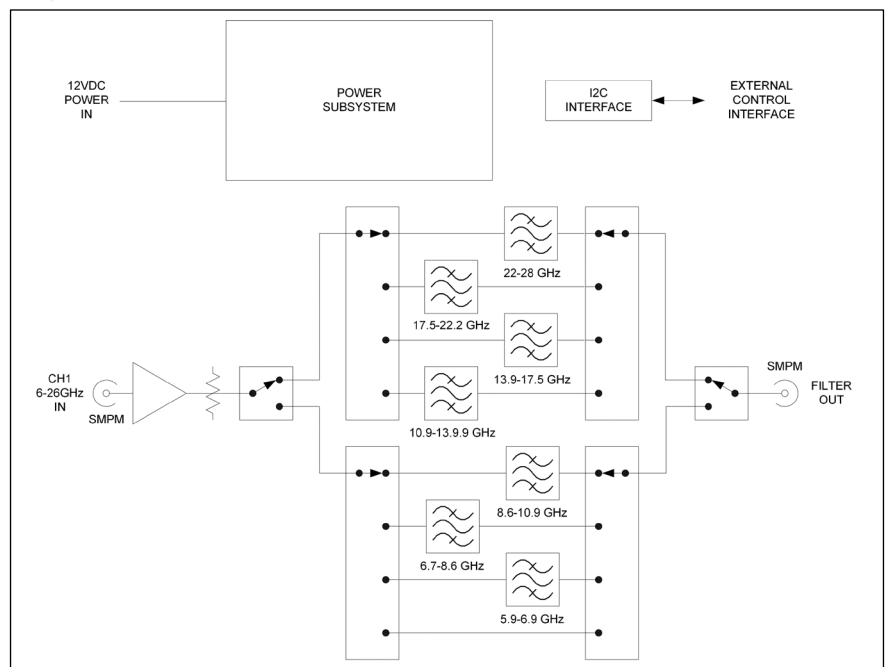 12VDC
POWER
IN
POWER
SUBSYSTEM
I2C
INTERFACE
EXTERNAL
CONTROL
INTERFACE
22-28 GHz
17.5-22.2 GHz
13.9-17.5 GHz
10.9-13.9.9 GHz
CH1
6-26GHz
IN
SMPM
SMPM
FILTER
OUT
8.6-10.9 GHz
6.7-8.6 GHz
5.9-6.9 GHz